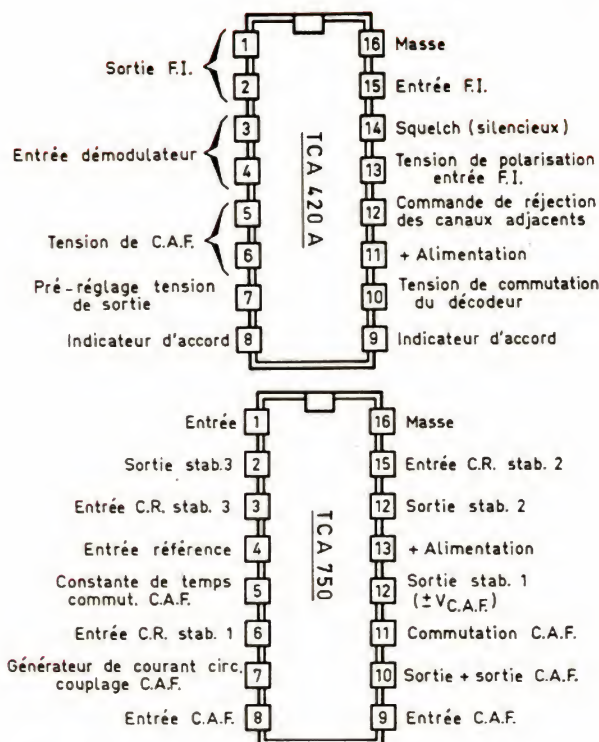 Sortie F.I.
1
2
Entrée démodulateur
3
4
Tension de C.A.F.
5
6
Pré-réglage tension
de sortie
7
Indicateur d'accord
8
TCA 420 A
16
Masse
15
Entrée F.I.
14
Squelch (silencieux)
13
Tension de polarisation
entrée F.I.
12
Commande de réjection
des canaux adjacents
11
+ Alimentation
10
Tension de commutation
du décodeur
9
Indicateur d'accord
Entrée
1
Sortie stab.3
2
Entrée C.R. stab. 3
3
Entrée référence
4
Constante de temps
commut. C.A.F.
5
Entrée C.R. stab. 1
6
Générateur de courant circ.
couplage C.A.F.
7
Entrée C.A.F.
8
TCA 750
16
Masse
15
Entrée C.R. stab. 2
12
Sortie stab. 2
13
+ Alimentation
12
Sortie stab. 1
(± VC.A.F.)
11
Commutation C.A.F.
10
Sortie + sortie C.A.F.
9
Entrée C.A.F.